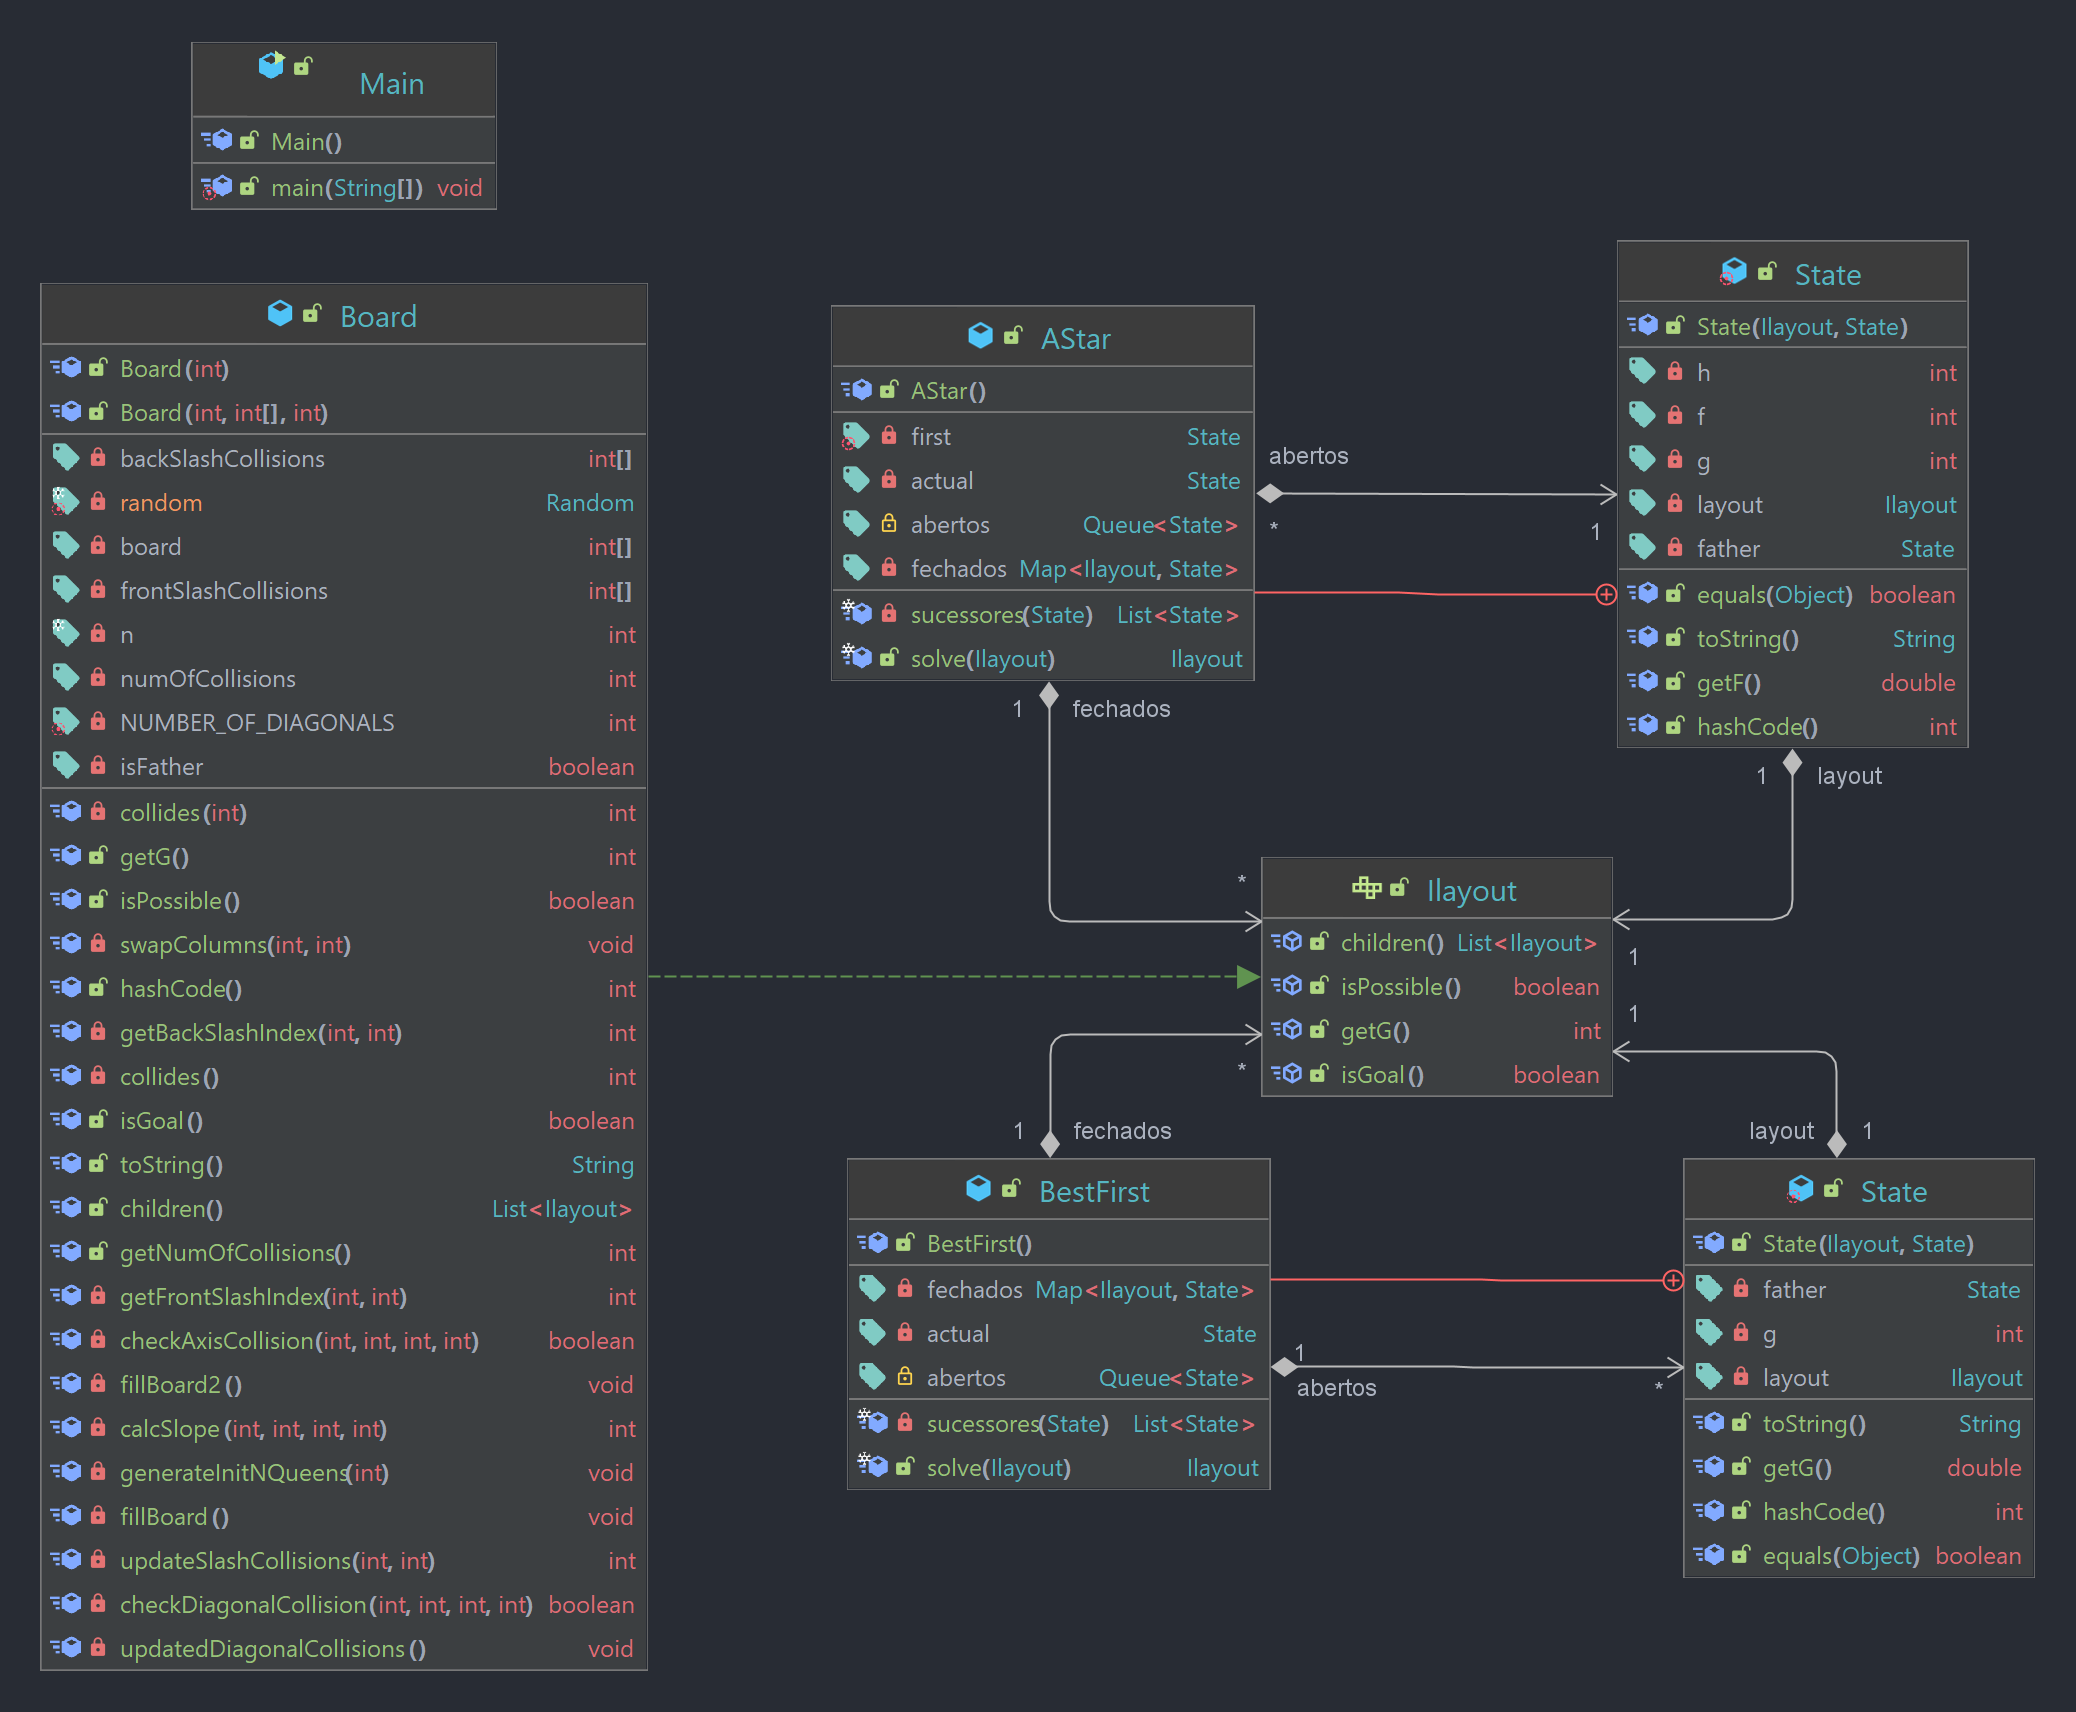 Main
Main()
main(String[]) void
Board
Board(int)
Board(int, int[], int)
backSlashCollisions int[]
random Random
board int[]
frontSlashCollisions int[]
n int
numOfCollisions int
NUMBER_OF_DIAGONALS int
isFather boolean
collides(int) int
getG() int
isPossible() boolean
swapColumns(int, int) void
hashCode() int
getBackSlashIndex(int, int) int
collides() int
isGoal() boolean
toString() String
children() List<Ilayout>
getNumOfCollisions() int
getFrontSlashIndex(int, int) int
checkAxisCollision(int, int, int, int) boolean
fillBoard2() void
calcSlope(int, int, int, int) int
generateInitNQueens(int) void
fillBoard() void
updateSlashCollisions(int, int) int
checkDiagonalCollision(int, int, int, int) boolean
updatedDiagonalCollisions() void
AStar
AStar()
first State
actual State
abertos Queue<State>
fechados Map<Ilayout, State>
sucessores(State) List<State>
solve(Ilayout) Ilayout
abertos
*
1
State
State(Ilayout, State)
h int
f int
g int
layout Ilayout
father State
equals(Object) boolean
toString() String
getF() double
hashCode() int
1 fechados
*
1 layout
1
Ilayout
children() List<Ilayout>
isPossible() boolean
getG() int
isGoal() boolean
1
*
1 fechados
layout 1
BestFirst
BestFirst()
fechados Map<Ilayout, State>
actual State
abertos Queue<State>
sucessores(State) List<State>
solve(Ilayout) Ilayout
1
abertos
*
State
State(Ilayout, State)
father State
g int
layout Ilayout
toString() String
getG() double
hashCode() int
equals(Object) boolean